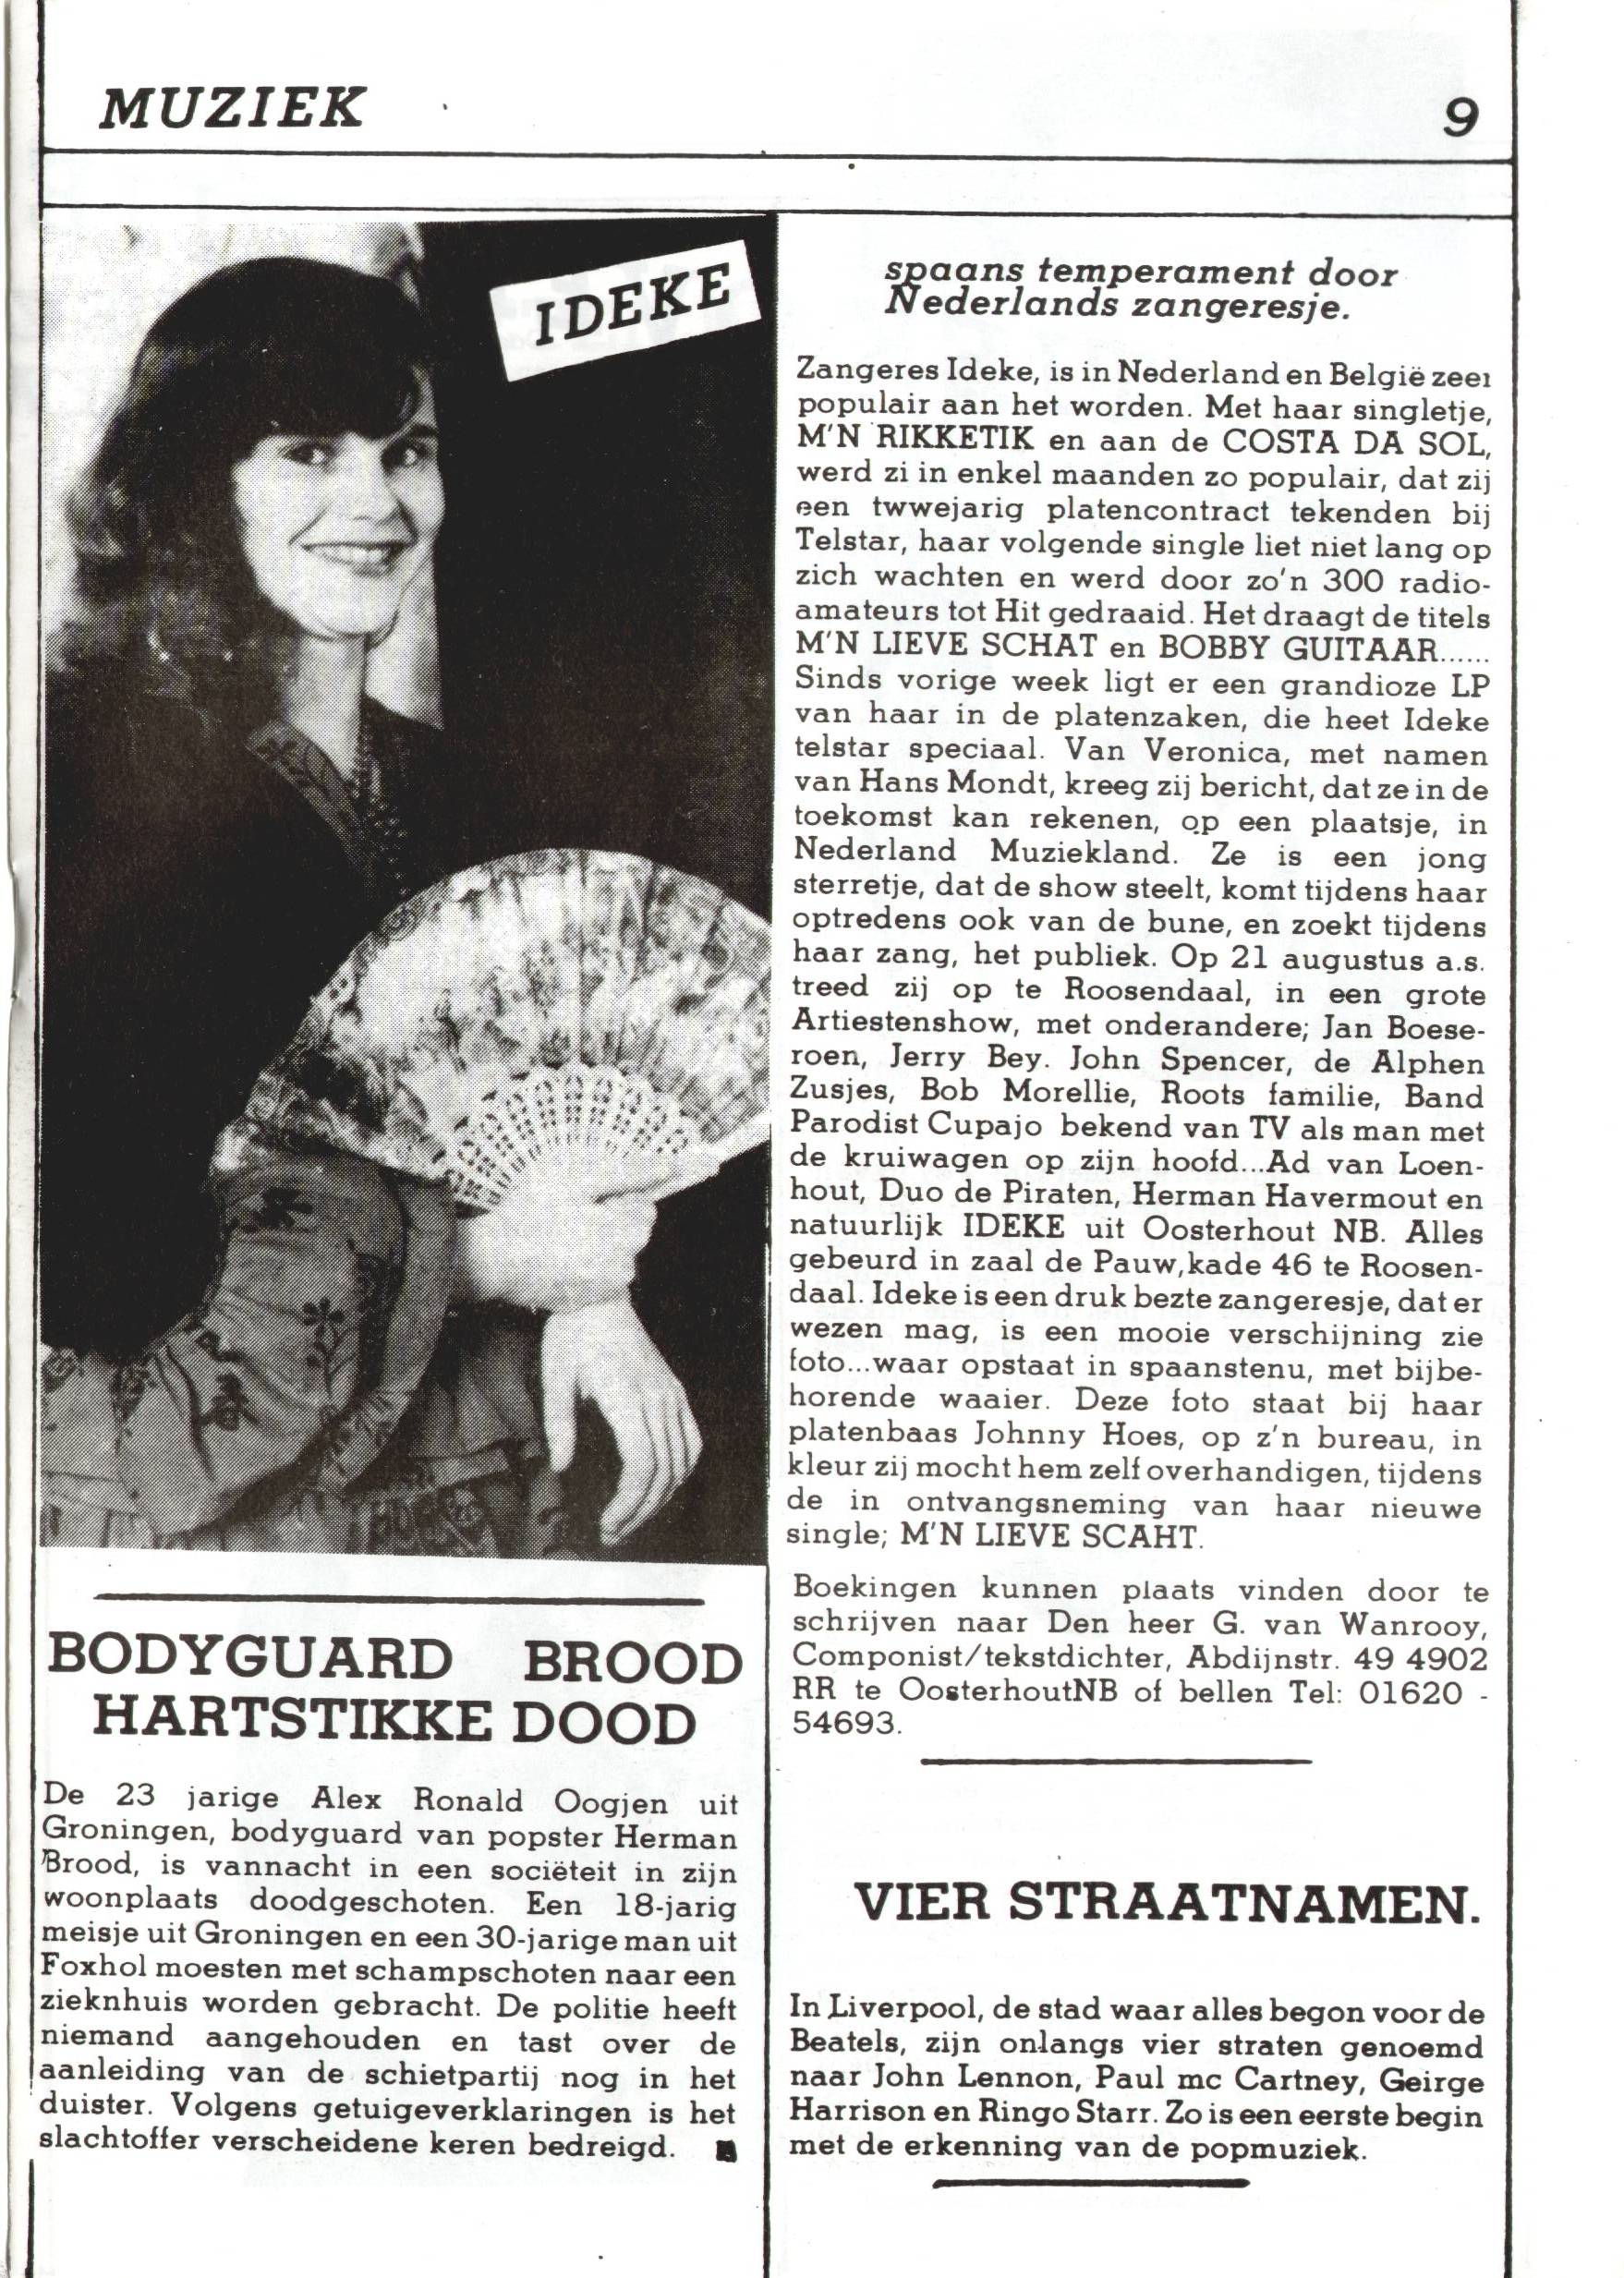 MUZIEK
9
IDEKE
BODYGUARD BROOD
HARTSTIKKE DOOD
De 23 jarige Alex Ronald Oogjen uit
Groningen, bodyguard van popster Herman
Brood, is vannacht in een sociëteit in zijn
woonplaats doodgeschoten. Een 18-jarig
meisje uit Groningen en een 30-jarige man uit
Foxhol moesten met schampschoten naar een
zieknhuis worden gebracht. De politie heeft
niemand aangehouden en tast over de
aanleiding van de schietpartij nog in het
duister. Volgens getuigeverklaringen is het
slachtoffer verscheidene keren bedreigd.
spaans temperament door
Nederlands zangeresje.
Zangeres Ideke, is in Nederland en België zeer
populair aan het worden. Met haar singletje,
M'N RIKKETIK en aan de COSTA DA SOL,
werd zi in enkel maanden zo populair, dat zij
een twwejarig platencontract tekenden bij
Telstar, haar volgende single liet niet lang op
zich wachten en werd door zo'n 300 radio-
amateurs tot Hit gedraaid. Het draagt de titels
M'N LIEVE SCHAT en BOBBY GUITAAR......
Sinds vorige week ligt er een grandioze LP
van haar in de platenzaken, die heet Ideke
telstar speciaal. Van Veronica, met namen
van Hans Mondt, kreeg zij bericht, dat ze in de
toekomst kan rekenen, op een plaatsje, in
Nederland Muziekland. Ze is een jong
sterretje, dat de show steelt, komt tijdens haar
optredens ook van de bune, en zoekt tijdens
haar zang, het publiek. Op 21 augustus a.s.
treed zij op te Roosendaal, in een grote
Artiestenshow, met onderandere; Jan Boese-
roen, Jerry Bey. John Spencer, de Alphen
Zusjes, Bob Morellie, Roots familie, Band
Parodist Cupajo bekend van TV als man met
de kruiwagen op zijn hoofd...Ad van Loen-
hout, Duo de Piraten, Herman Havermout en
natuurlijk IDEKE uit Oosterhout NB. Alles
gebeurd in zaal de Pauw,kade 46 te Roosen-
daal. Ideke is een druk bezte zangeresje, dat er
wezen mag, is een mooie verschijning zie
foto...waar opstaat in spaanstenu, met bijbe-
horende waaier. Deze foto staat bij haar
platenbaas Johnny Hoes, op z'n bureau, in
kleur zij mocht hem zelf overhandigen, tijdens
de in ontvangsneming van haar nieuwe
single; M'N LIEVE SCAHT.
Boekingen kunnen plaats vinden door te
schrijven naar Den heer G. van Wanrooy,
Componist/tekstdichter, Abdijnstr. 49 4902
RR te OosterhoutNB of bellen Tel: 01620 -
54693.
VIER STRAATNAMEN.
In Liverpool, de stad waar alles begon voor de
Beatels, zijn onlangs vier straten genoemd
naar John Lennon, Paul mc Cartney, Geirge
Harrison en Ringo Starr. Zo is een eerste begin
met de erkenning van de popmuziek.